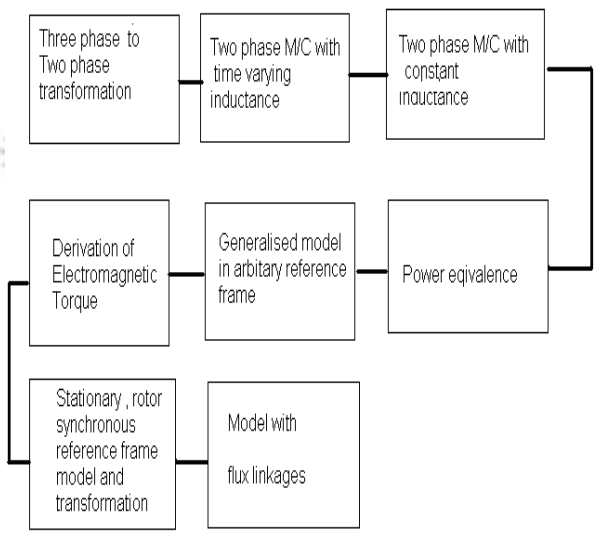 Three phase to
Two phase
transformation
Two phase M/C with
time varying
inductance
Two phase M/C with
constant
inductance
Power eqivalence
Generalised model
in arbitary reference
frame
Derivation of
Electromagnetic
Torque
Stationary , rotor
synchronous
reference frame
model and
transformation
Model with
flux linkages